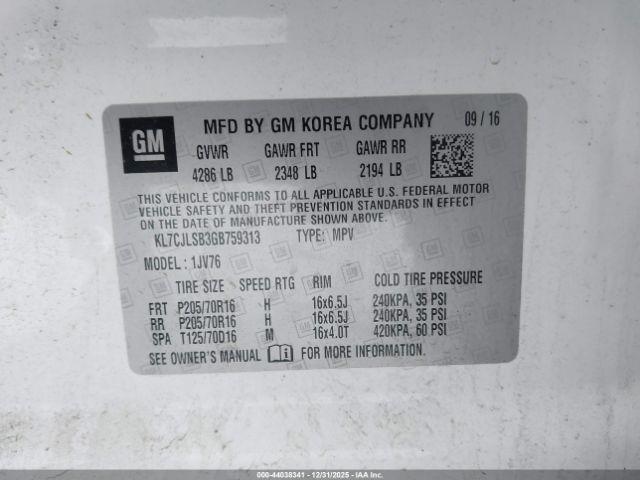 GM MFD BY GM KOREA COMPANY 09 / 16
GVWR GAWR FRT GAWR RR
4286 LB 2348 LB 2194 LB
THIS VEHICLE CONFORMS TO ALL APPLICABLE U.S. FEDERAL MOTOR
VEHICLE SAFETY AND THEFT PREVENTION STANDARDS IN EFFECT
ON THE DATE OF MANUFACTURE SHOWN ABOVE.
KL7CJLSB3GB759313 TYPE: MPV
MODEL: 1JV76
TIRE SIZE SPEED RTG RIM COLD TIRE PRESSURE
FRT P205/70R16 H 16x6.5J 240KPA, 35 PSI
RR P205/70R16 H 16x6.5J 240KPA, 35 PSI
SPA T125/70D16 M 16x4.0T 420KPA, 60 PSI
SEE OWNER'S MANUAL i FOR MORE INFORMATION.
000-44038341 - 12/31/2025 - IAAI.COM